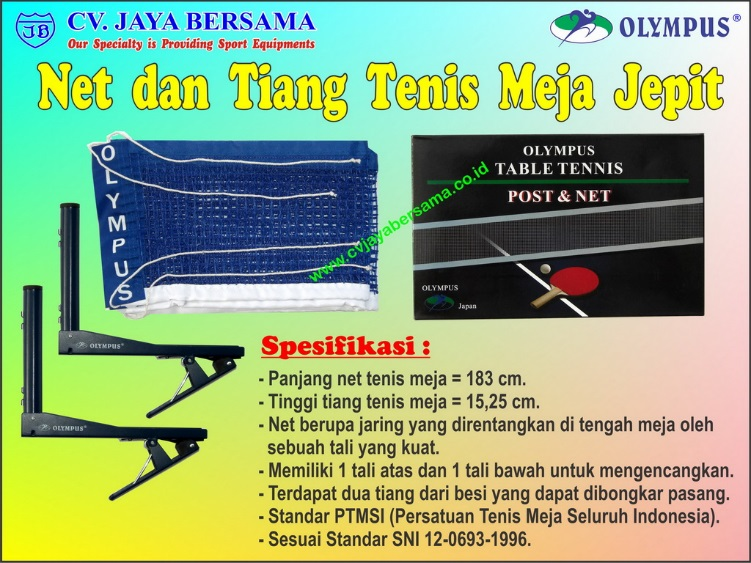 JB
CV. JAYA BERSAMA
Our Specialty is Providing Sport Equipments
OLYMPUS®
Net dan Tiang Tenis Meja Jepit
OLYMPUS
OLYMPUS
TABLE TENNIS
POST & NET
OLYMPUS
Japan
www.cvjayabersama.co.id
OLYMPUS®
OLYMPUS®
Spesifikasi :
- Panjang net tenis meja = 183 cm.
- Tinggi tiang tenis meja = 15,25 cm.
- Net berupa jaring yang direntangkan di tengah meja oleh
sebuah tali yang kuat.
- Memiliki 1 tali atas dan 1 tali bawah untuk mengencangkan.
- Terdapat dua tiang dari besi yang dapat dibongkar pasang.
- Standar PTMSI (Persatuan Tenis Meja Seluruh Indonesia).
- Sesuai Standar SNI 12-0693-1996.